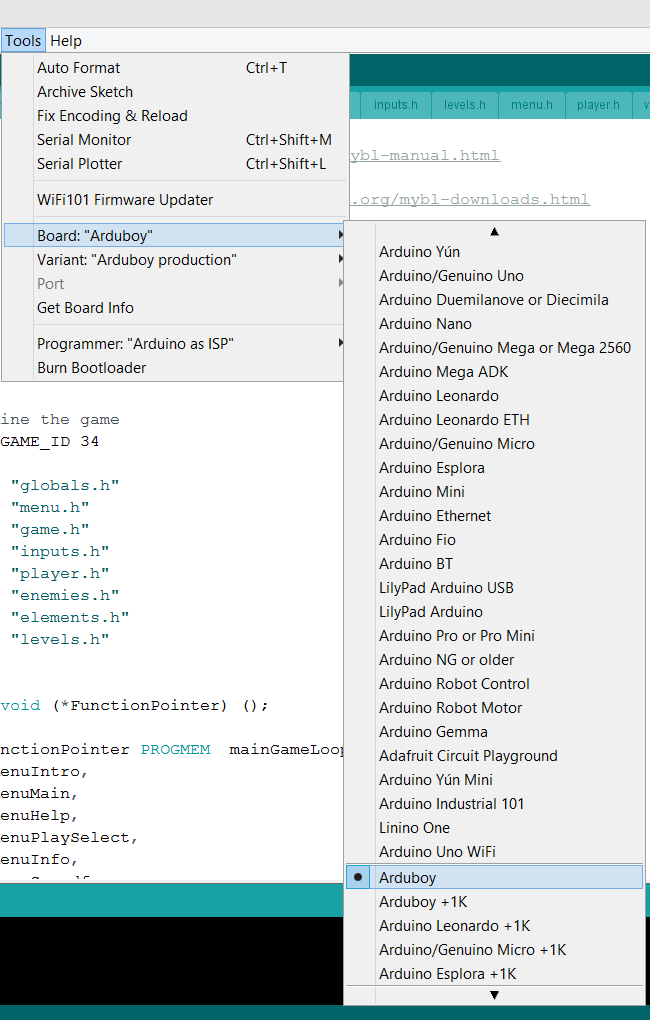 Tools Help
Auto Format Ctrl+T
Archive Sketch
Fix Encoding & Reload
Serial Monitor Ctrl+Shift+M
Serial Plotter Ctrl+Shift+L
WiFi101 Firmware Updater
Board: "Arduboy"
Variant: "Arduboy production"
Port
Get Board Info
Programmer: "Arduino as ISP"
Burn Bootloader
inputs.h levels.h menu.h player.h
ybl-manual.html
.org/mybl-downloads.html
Arduino Yún
Arduino/Genuino Uno
Arduino Duemilanove or Diecimila
Arduino Nano
Arduino/Genuino Mega or Mega 2560
Arduino Mega ADK
Arduino Leonardo
Arduino Leonardo ETH
Arduino/Genuino Micro
Arduino Esplora
Arduino Mini
Arduino Ethernet
Arduino Fio
Arduino BT
LilyPad Arduino USB
LilyPad Arduino
Arduino Pro or Pro Mini
Arduino NG or older
Arduino Robot Control
Arduino Robot Motor
Arduino Gemma
Adafruit Circuit Playground
Arduino Yún Mini
Arduino Industrial 101
Linino One
Arduino Uno WiFi
Arduboy
Arduboy +1K
Arduino Leonardo +1K
Arduino/Genuino Micro +1K
Arduino Esplora +1K
ine the game
GAME_ID 34
"globals.h"
"menu.h"
"game.h"
"inputs.h"
"player.h"
"enemies.h"
"elements.h"
"levels.h"
void (*FunctionPointer) ();
nctionPointer PROGMEM mainGameLoop
enuIntro,
enuMain,
enuHelp,
enuPlaySelect,
enuInfo,